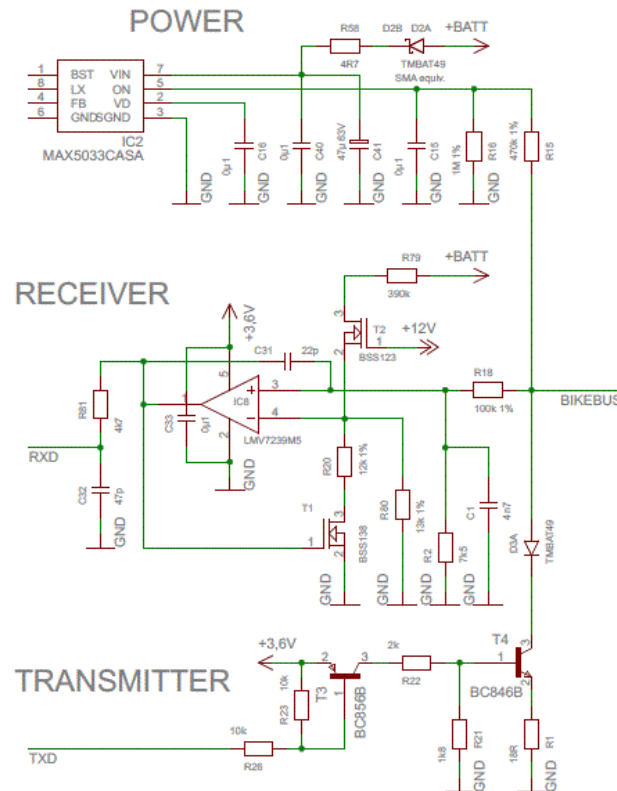 POWER
R58
4R7
D2B D2A
+BATT
TMBAT49
SMA equiv.
1 BST VIN 7
8 LX ON 5
4 FB VD 2
6 GNDSGND 3
IC2
MAX5033CASA
0µ1
C16
0µ1
C40
47µ 63V
C41
0µ1
C15
1M 1%
R16
470k 1%
R15
GND
GND
GND
GND
GND
GND
RECEIVER
R79
390k
+BATT
+3,6V
C31
22p
3
T2
1
+12V
2
BSS123
R18
100k 1%
BIKEBUS
R81
4k7
1
5
+
3
IC8
-
4
2
LMV7239M5
C33
0µ1
GND
RXD
C32
47p
GND
R20
12k 1%
T1
3
1
2
BSS138
GND
R80
13k 1%
GND
R2
7k5
GND
C1
4n7
GND
D3A
TMBAT49
TRANSMITTER
+3,6V
2
3
1
T3
BC856B
10k
R23
10k
R26
TXD
2k
R22
T4
3
1
2
BC846B
1k8
R21
GND
18R
R1
GND